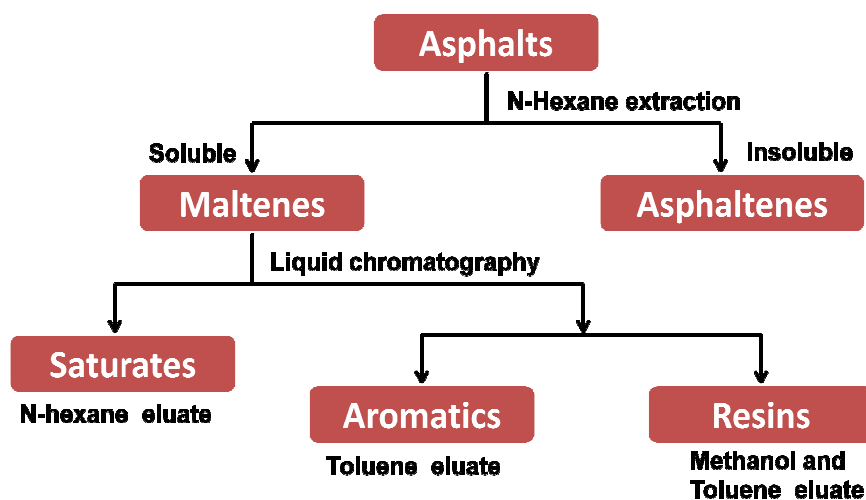 Asphalts
N-Hexane extraction
Soluble
Insoluble
Maltenes
Asphaltenes
Liquid chromatography
Saturates
N-hexane eluate
Aromatics
Resins
Toluene eluate
Methanol and
Toluene eluate